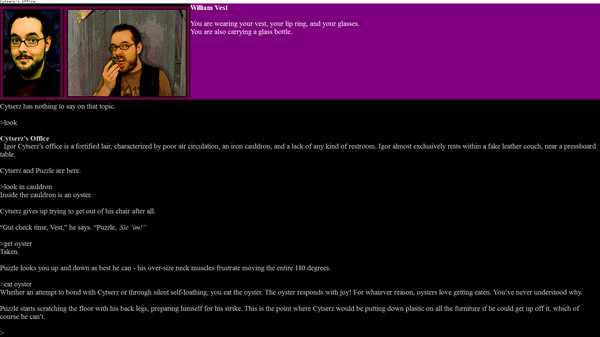 Cytserz's Office
William Vest
You are wearing your vest, your lip ring, and your glasses.
You are also carrying a glass bottle.
Cytserz has nothing to say on that topic.
>look
Cytserz's Office
Igor Cytserz's office is a fortified lair, characterized by poor air circulation, an iron cauldron, and a lack of any kind of restroom. Igor almost exclusively rests within a fake leather couch, near a pressboard
table.
Cytserz and Puzzle are here.
>look in cauldron
Inside the cauldron is an oyster.
Cytserz gives up trying to get out of his chair after all.
“Gut check time, Vest,” he says. “Puzzle, Sic 'im!”
>get oyster
Taken.
Puzzle looks you up and down as best he can - his over-size neck muscles frustrate moving the entire 180 degrees.
>eat oyster
Whether an attempt to bond with Cytserz or through silent self-loathing, you eat the oyster. The oyster responds with joy! For whatever reason, oysters love getting eaten. You've never understood why.
Puzzle starts scratching the floor with his back legs, preparing himself for his strike. This is the point where Cytserz would be putting down plastic on all the furniture if he could get up off it, which of
course he can't.
>